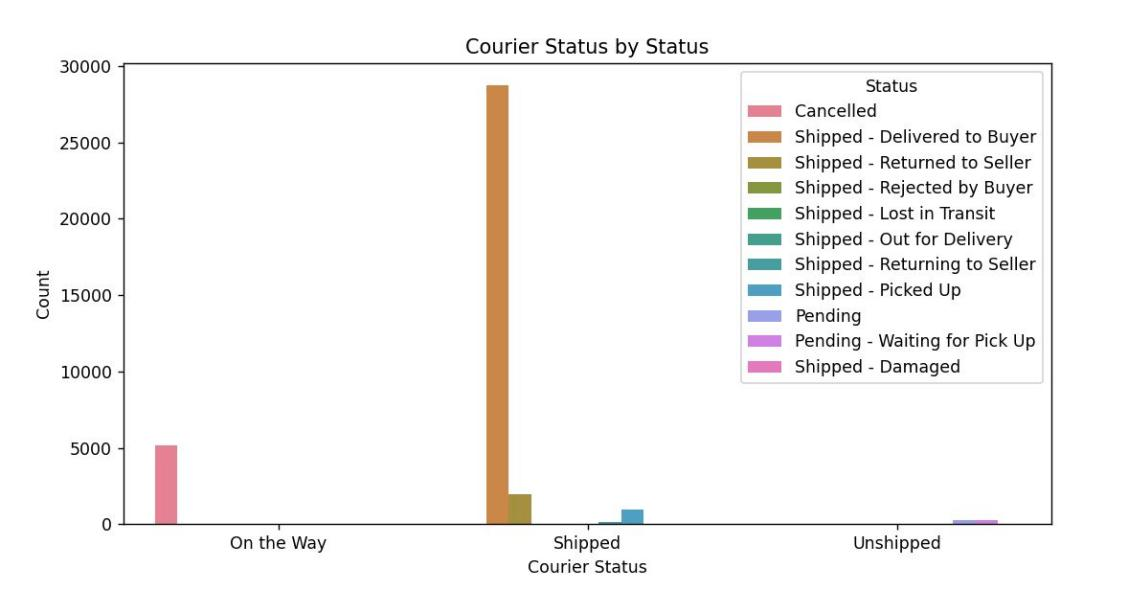 Courier Status by Status
30000
25000
20000
15000
10000
5000
0
Count
On the Way
Shipped
Unshipped
Courier Status
Status
Cancelled
Shipped - Delivered to Buyer
Shipped - Returned to Seller
Shipped - Rejected by Buyer
Shipped - Lost in Transit
Shipped - Out for Delivery
Shipped - Returning to Seller
Shipped - Picked Up
Pending
Pending - Waiting for Pick Up
Shipped - Damaged